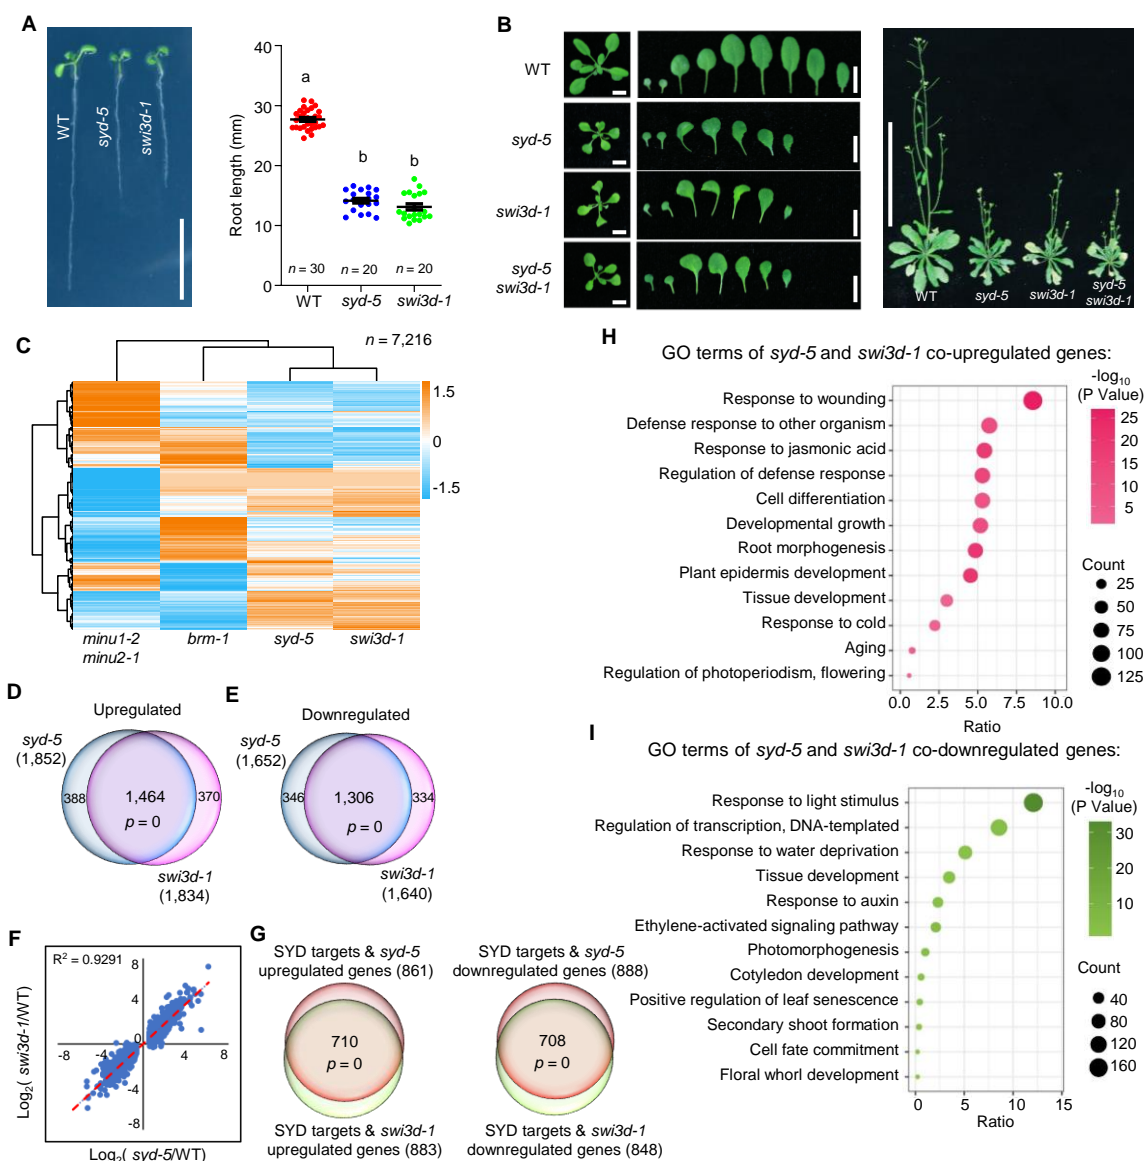 A
WT
syd-5
swi3d-1
Root length (mm)
40
30
20
10
0
a
b
b
n = 30
n = 20
n = 20
WT
syd-5
swi3d-1
B
WT
syd-5
swi3d-1
syd-5
swi3d-1
WT
syd-5
swi3d-1
syd-5
swi3d-1
C
n = 7,216
1.5
0
-1.5
minu1-2
minu2-1
brm-1
syd-5
swi3d-1
D
Upregulated
syd-5
(1,852)
388
1,464
p = 0
370
swi3d-1
(1,834)
E
Downregulated
syd-5
(1,652)
346
1,306
p = 0
334
swi3d-1
(1,640)
F
R² = 0.9291
Log₂( swi3d-1/WT)
8
4
-4
-8
-8
-4
0
4
8
Log₂( syd-5/WT)
G
SYD targets & syd-5
upregulated genes (861)
710
p = 0
SYD targets & swi3d-1
upregulated genes (883)
SYD targets & syd-5
downregulated genes (888)
708
p = 0
SYD targets & swi3d-1
downregulated genes (848)
H
GO terms of syd-5 and swi3d-1 co-upregulated genes:
Response to wounding
Defense response to other organism
Response to jasmonic acid
Regulation of defense response
Cell differentiation
Developmental growth
Root morphogenesis
Plant epidermis development
Tissue development
Response to cold
Aging
Regulation of photoperiodism, flowering
0.0
2.5
5.0
7.5
10.0
Ratio
-log₁₀
(P Value)
25
20
15
10
5
Count
25
50
75
100
125
I
GO terms of syd-5 and swi3d-1 co-downregulated genes:
Response to light stimulus
Regulation of transcription, DNA-templated
Response to water deprivation
Tissue development
Response to auxin
Ethylene-activated signaling pathway
Photomorphogenesis
Cotyledon development
Positive regulation of leaf senescence
Secondary shoot formation
Cell fate commitment
Floral whorl development
0
5
10
15
Ratio
-log₁₀
(P Value)
30
20
10
Count
40
80
120
160